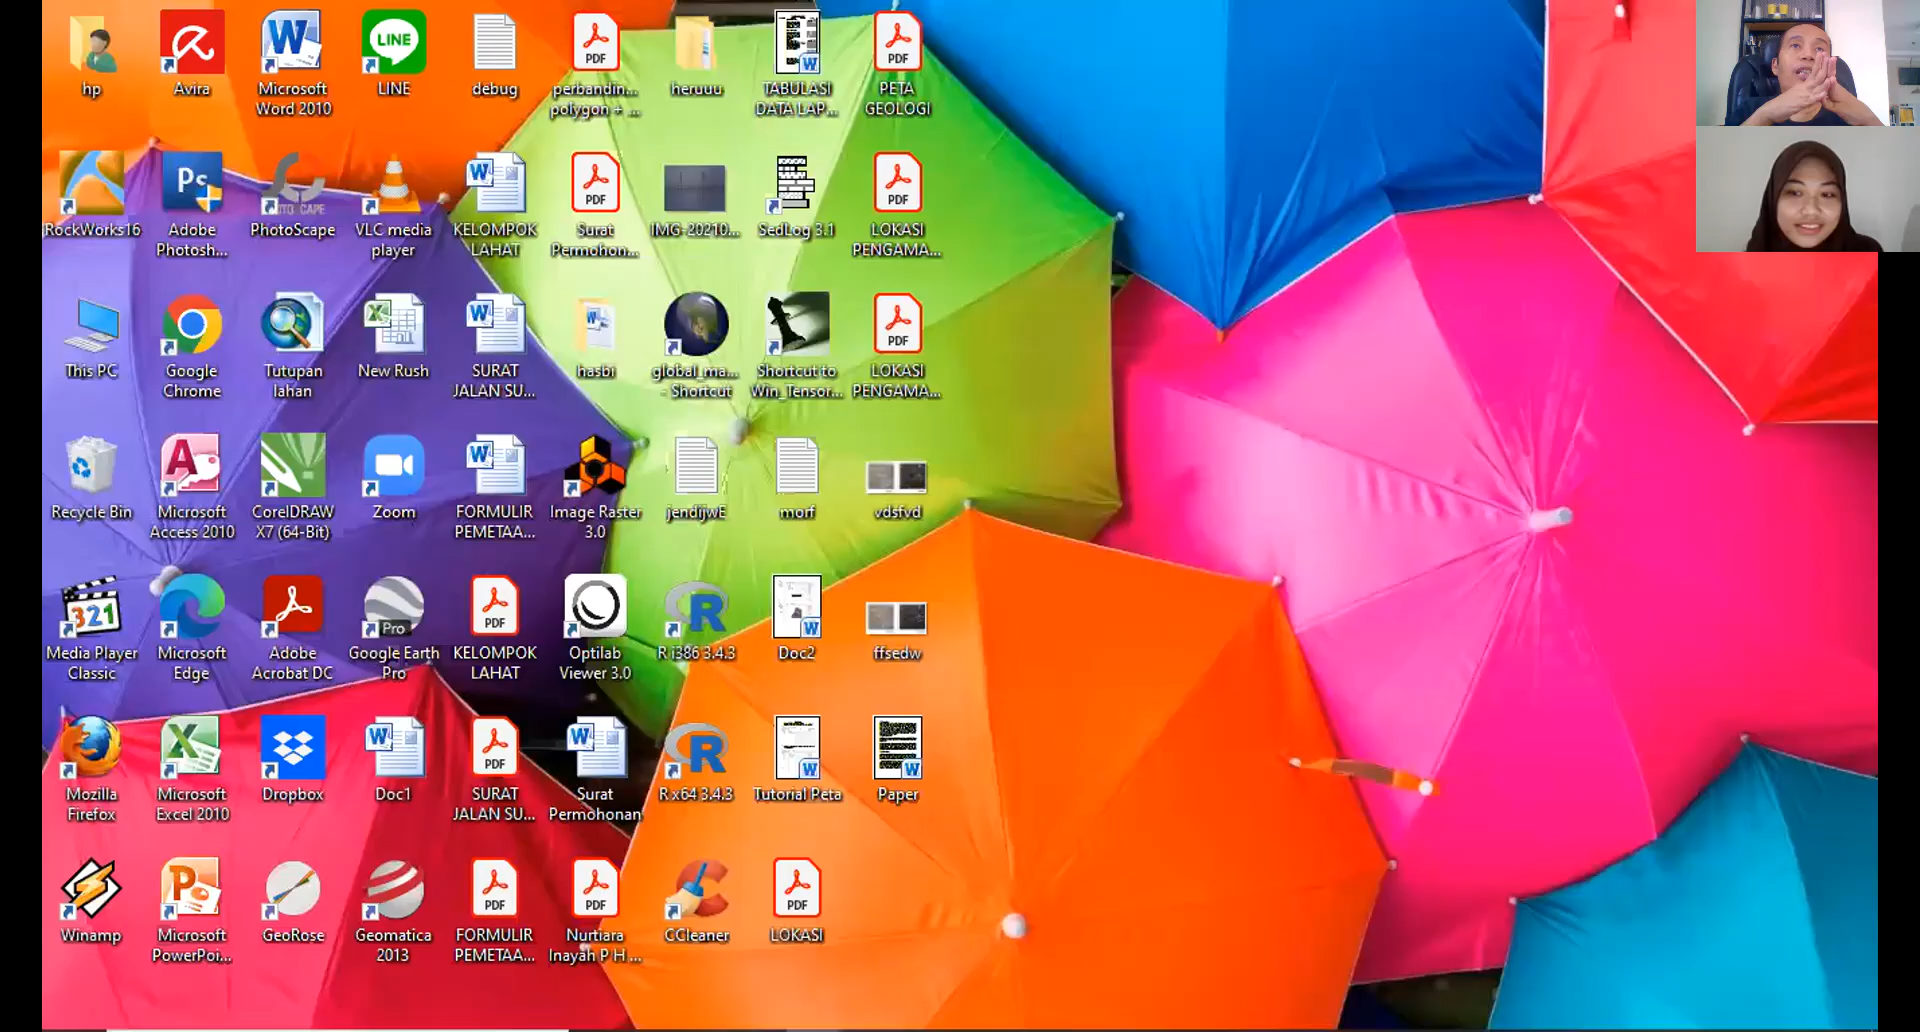 hp
Avira
Microsoft
Word 2010
LINE
debug
perbandin...
polygon + ...
heruuu
TABULASI
DATA LAP...
PETA
GEOLOGI
RockWorks16
Adobe
Photosh...
PhotoScape
VLC media
player
KELOMPOK
LAHAT
Surat
Permohon...
IMG-20210...
SedLog 3.1
LOKASI
PENGAMA...
This PC
Google
Chrome
Tutupan
lahan
New Rush
SURAT
JALAN SU...
hasbi
global_ma...
- Shortcut
Shortcut to
Win_Tensor...
LOKASI
PENGAMA...
Recycle Bin
Microsoft
Access 2010
CorelDRAW
X7 (64-Bit)
Zoom
FORMULIR
PEMETAA...
Image Raster
3.0
jendijwE
morf
vdsfvd
Media Player
Classic
Microsoft
Edge
Adobe
Acrobat DC
Google Earth
Pro
KELOMPOK
LAHAT
Optilab
Viewer 3.0
R i386 3.4.3
Doc2
ffsedw
Mozilla
Firefox
Microsoft
Excel 2010
Dropbox
Doc1
SURAT
JALAN SU...
Surat
Permohonan
R x64 3.4.3
Tutorial Peta
Paper
Winamp
Microsoft
PowerPoi...
GeoRose
Geomatica
2013
FORMULIR
PEMETAA...
Nurtiara
Inayah P H ...
CCleaner
LOKASI